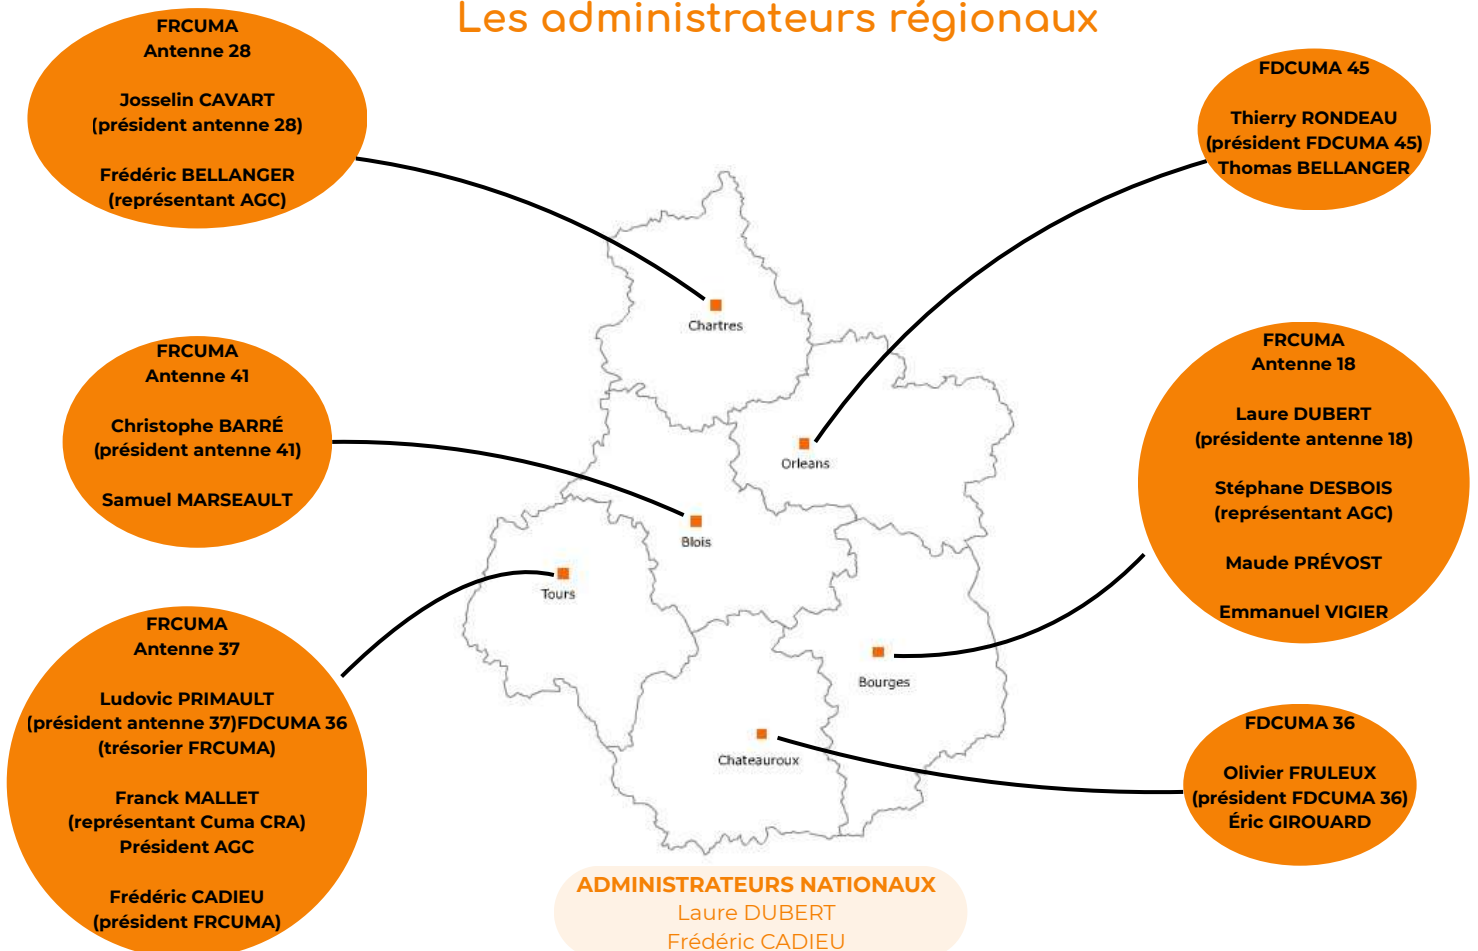 Les administrateurs régionaux
FRCUMA
Antenne 28
Josselin CAVART
(président antenne 28)
Frédéric BELLANGER
(représentant AGC)
FDCUMA 45
Thierry RONDEAU
(président FDCUMA 45)
Thomas BELLANGER
Chartres
FRCUMA
Antenne 41
Christophe BARRÉ
(président antenne 41)
Samuel MARSEAULT
FRCUMA
Antenne 18
Laure DUBERT
(présidente antenne 18)
Stéphane DESBOIS
(représentant AGC)
Maude PRÉVOST
Emmanuel VIGIER
Orleans
Blois
Tours
Bourges
Chateauroux
FRCUMA
Antenne 37
Ludovic PRIMAULT
(président antenne 37)FDCUMA 36
(trésorier FRCUMA)
Franck MALLET
(représentant Cuma CRA)
Président AGC
Frédéric CADIEU
(président FRCUMA)
FDCUMA 36
Olivier FRULEUX
(président FDCUMA 36)
Éric GIROUARD
ADMINISTRATEURS NATIONAUX
Laure DUBERT
Frédéric CADIEU